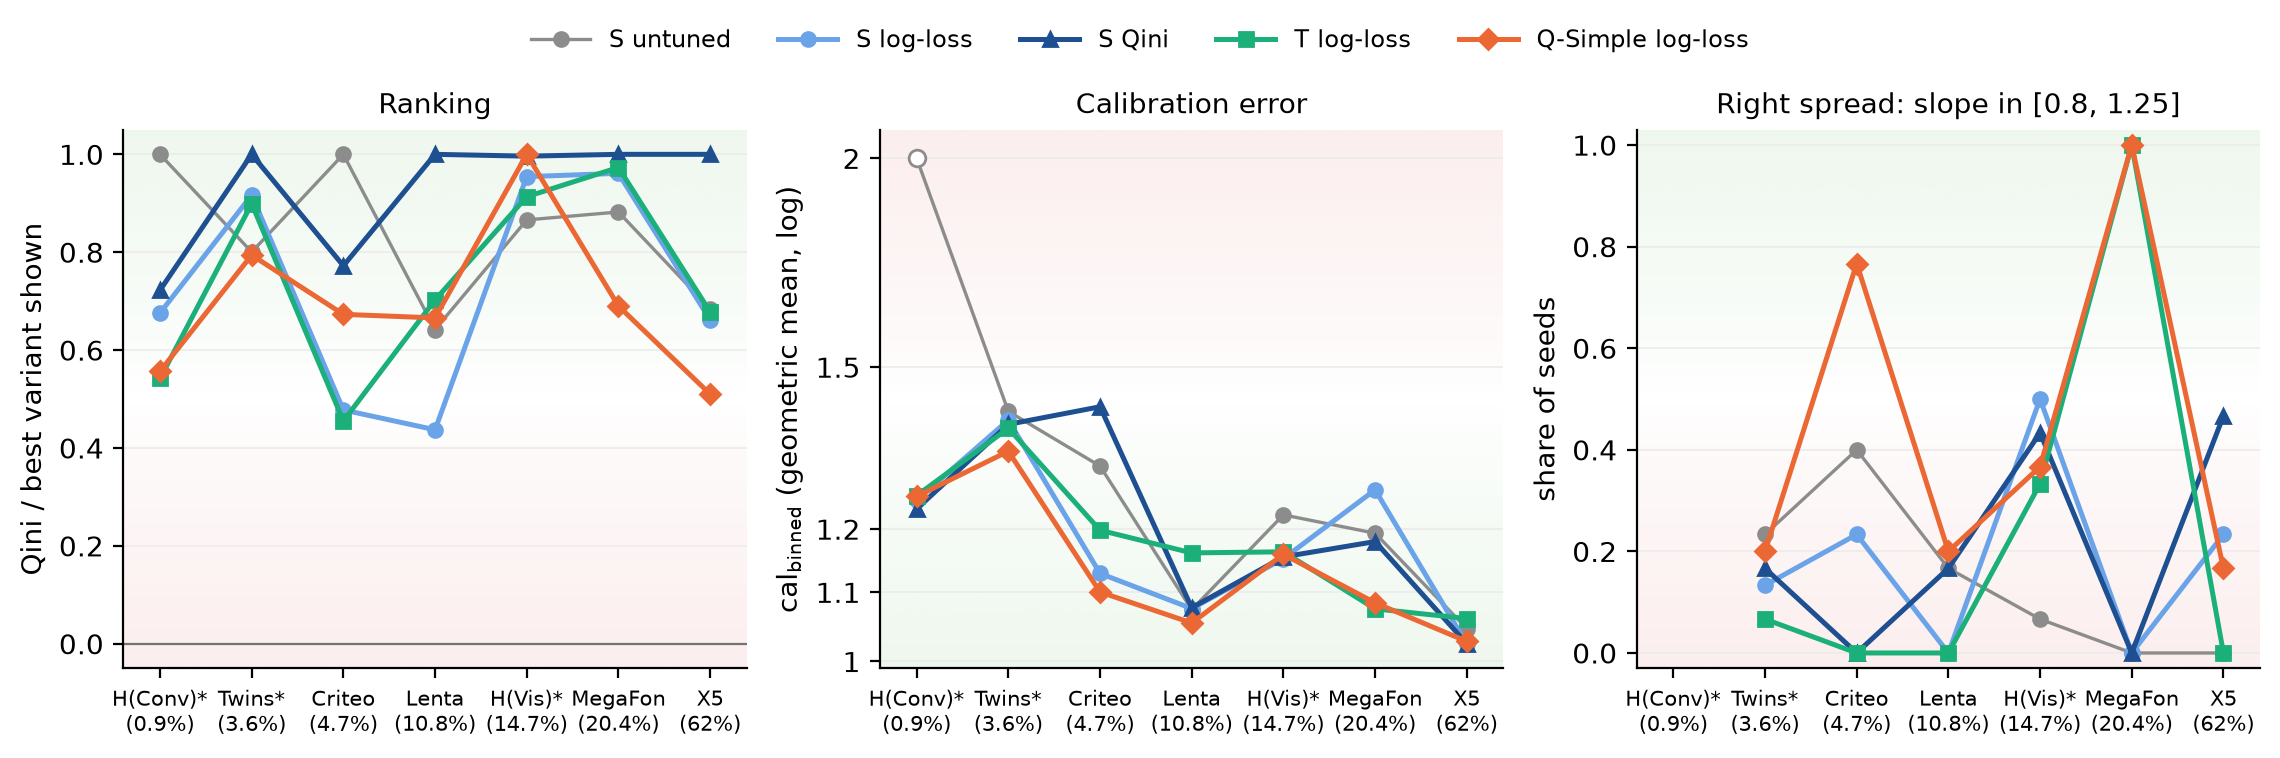 S untuned S log-loss S Qini T log-loss Q-Simple log-loss
Ranking
Qini / best variant shown
1.0
0.8
0.6
0.4
0.2
0.0
H(Conv)* Twins* Criteo Lenta H(Vis)* MegaFon X5
(0.9%) (3.6%) (4.7%) (10.8%) (14.7%) (20.4%) (62%)
Calibration error
cal_binned (geometric mean, log)
2
1.5
1.2
1.1
1
H(Conv)* Twins* Criteo Lenta H(Vis)* MegaFon X5
(0.9%) (3.6%) (4.7%) (10.8%) (14.7%) (20.4%) (62%)
Right spread: slope in [0.8, 1.25]
share of seeds
1.0
0.8
0.6
0.4
0.2
0.0
H(Conv)* Twins* Criteo Lenta H(Vis)* MegaFon X5
(0.9%) (3.6%) (4.7%) (10.8%) (14.7%) (20.4%) (62%)